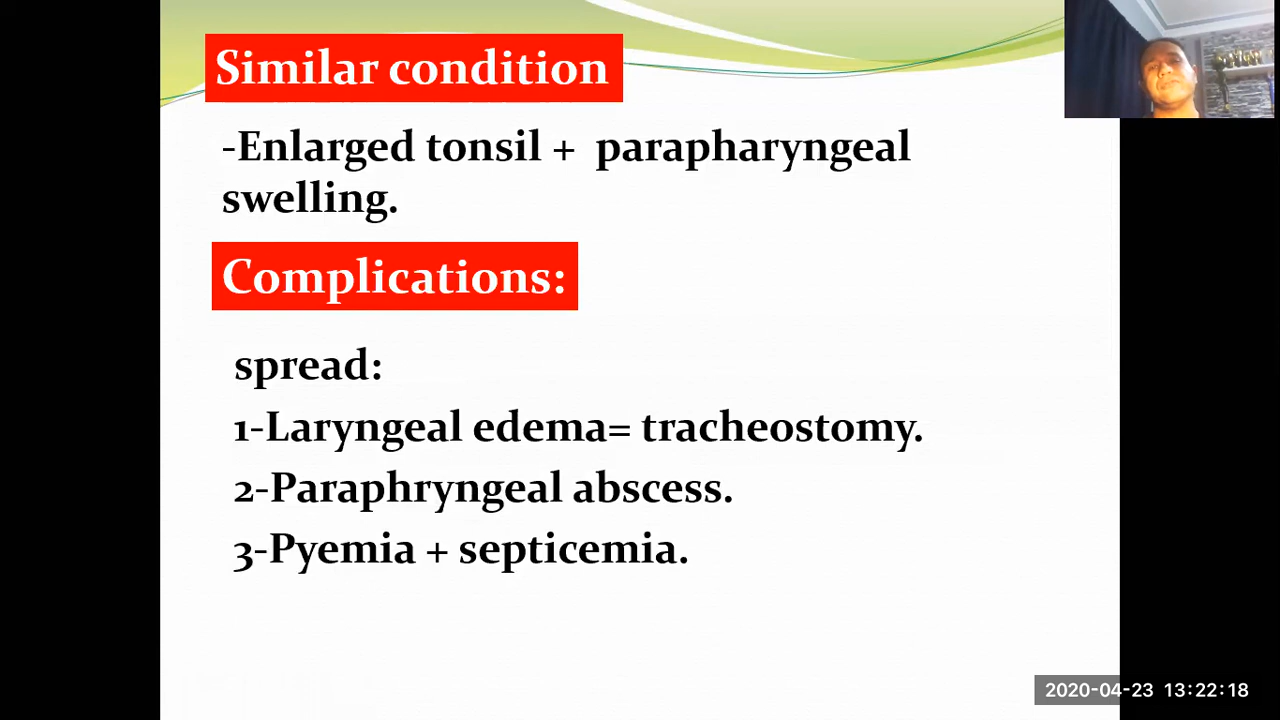 Similar condition
-Enlarged tonsil + parapharyngeal
swelling.
Complications:
spread:
1-Laryngeal edema= tracheostomy.
2-Paraphryngeal abscess.
3-Pyemia + septicemia.
2020-04-23 13:22:18